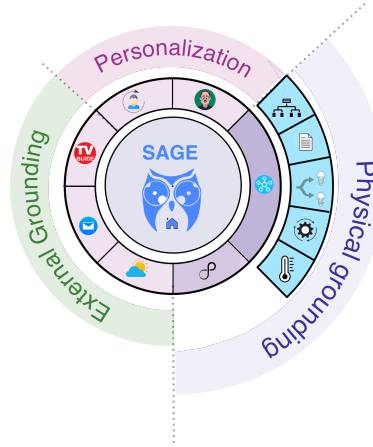 Personalization
External Grounding
Physical grounding
TV
GUIDE
SAGE